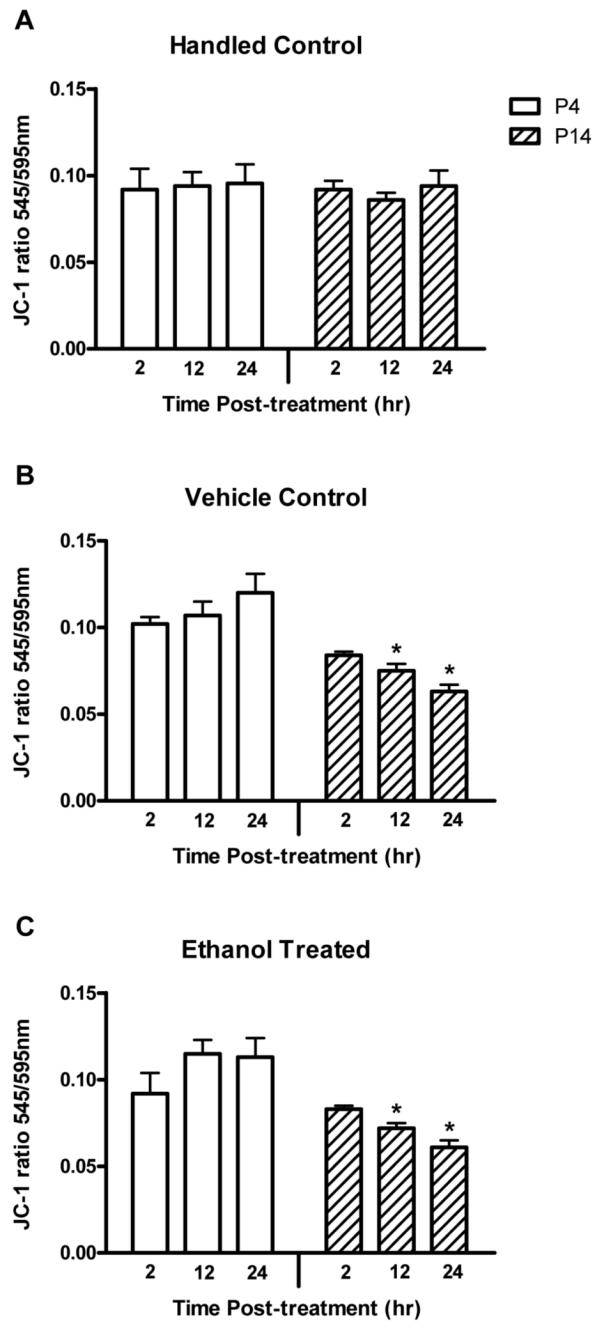 A
Handled Control
P4
P14
JC-1 ratio 545/595nm
0.15
0.10
0.05
0.00
2 12 24 2 12 24
Time Post-treatment (hr)
B
Vehicle Control
JC-1 ratio 545/595nm
0.15
0.10
0.05
0.00
* *
2 12 24 2 12 24
Time Post-treatment (hr)
C
Ethanol Treated
JC-1 ratio 545/595nm
0.15
0.10
0.05
0.00
* *
2 12 24 2 12 24
Time Post-treatment (hr)